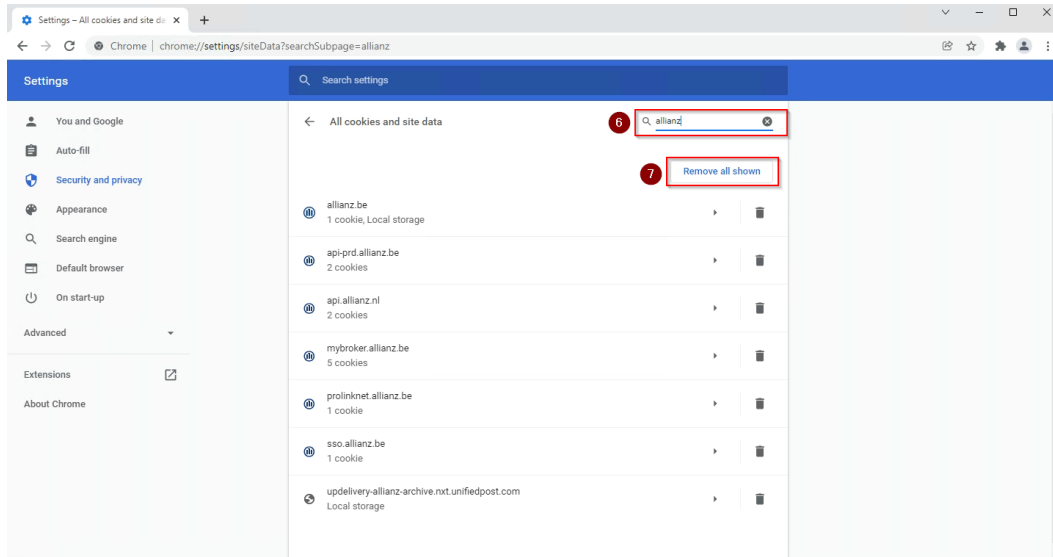 Settings – All cookies and site da
Chrome | chrome://settings/siteData?searchSubpage=allianz
Settings
Search settings
You and Google
Auto-fill
Security and privacy
Appearance
Search engine
Default browser
On start-up
Advanced
Extensions
About Chrome
All cookies and site data
6
allianz
7
Remove all shown
allianz.be
1 cookie, Local storage
api-prd.allianz.be
2 cookies
api.allianz.nl
2 cookies
mybroker.allianz.be
5 cookies
prolinknet.allianz.be
1 cookie
sso.allianz.be
1 cookie
updelivery-allianz-archive.nxt.unifiedpost.com
Local storage